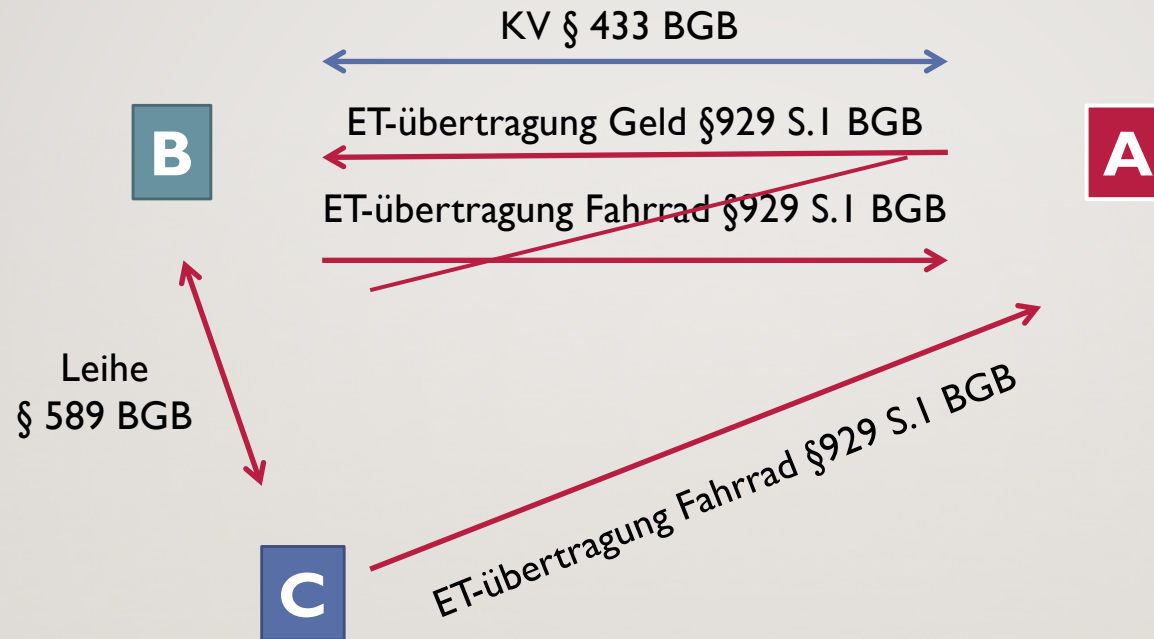 KV § 433 BGB
ET-übertragung Geld §929 S.1 BGB
B
A
ET-übertragung Fahrrad §929 S.1 BGB
Leihe
§ 589 BGB
ET-übertragung Fahrrad §929 S.1 BGB
C